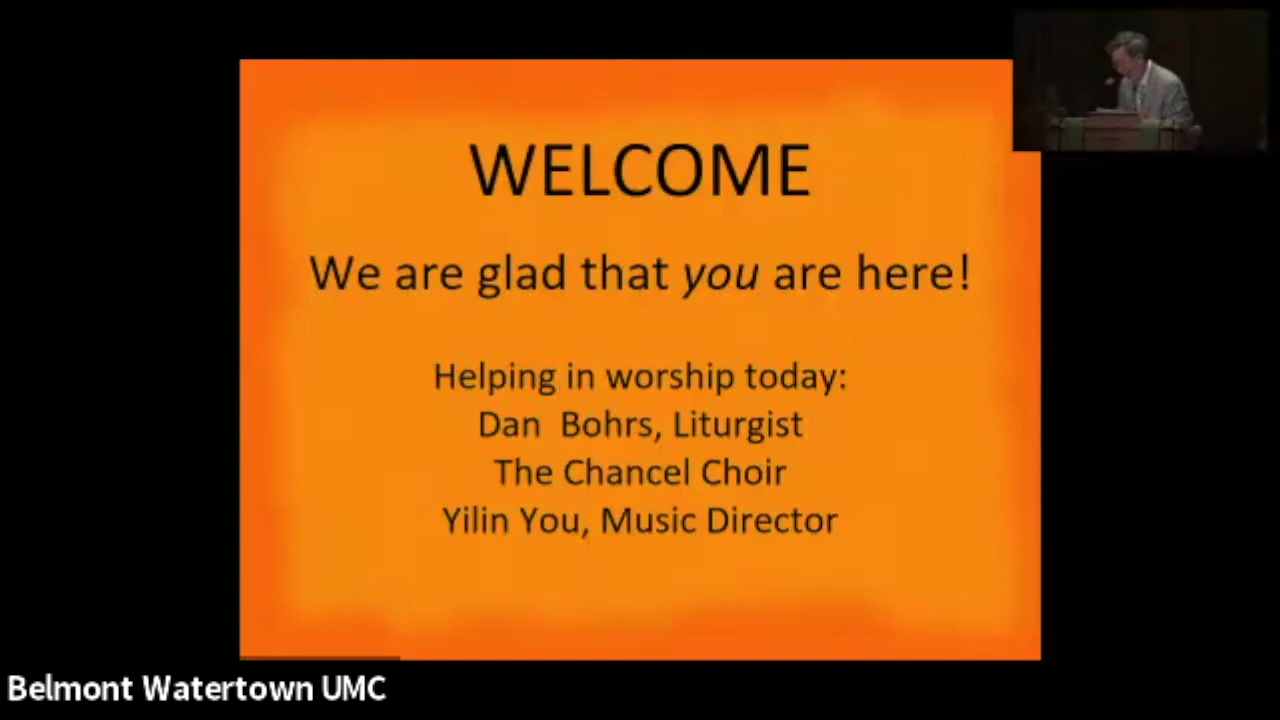 WELCOME
We are glad that you are here!
Helping in worship today:
Dan  Bohrs, Liturgist
The Chancel Choir
Yilin You, Music Director
Belmont Watertown UMC